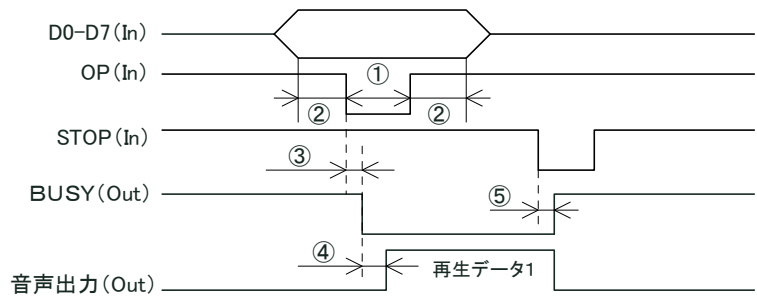 D0-D7(In)
OP(In)
①
② ②
STOP(In)
③
BUSY(Out)
⑤
④
音声出力(Out)
再生データ1